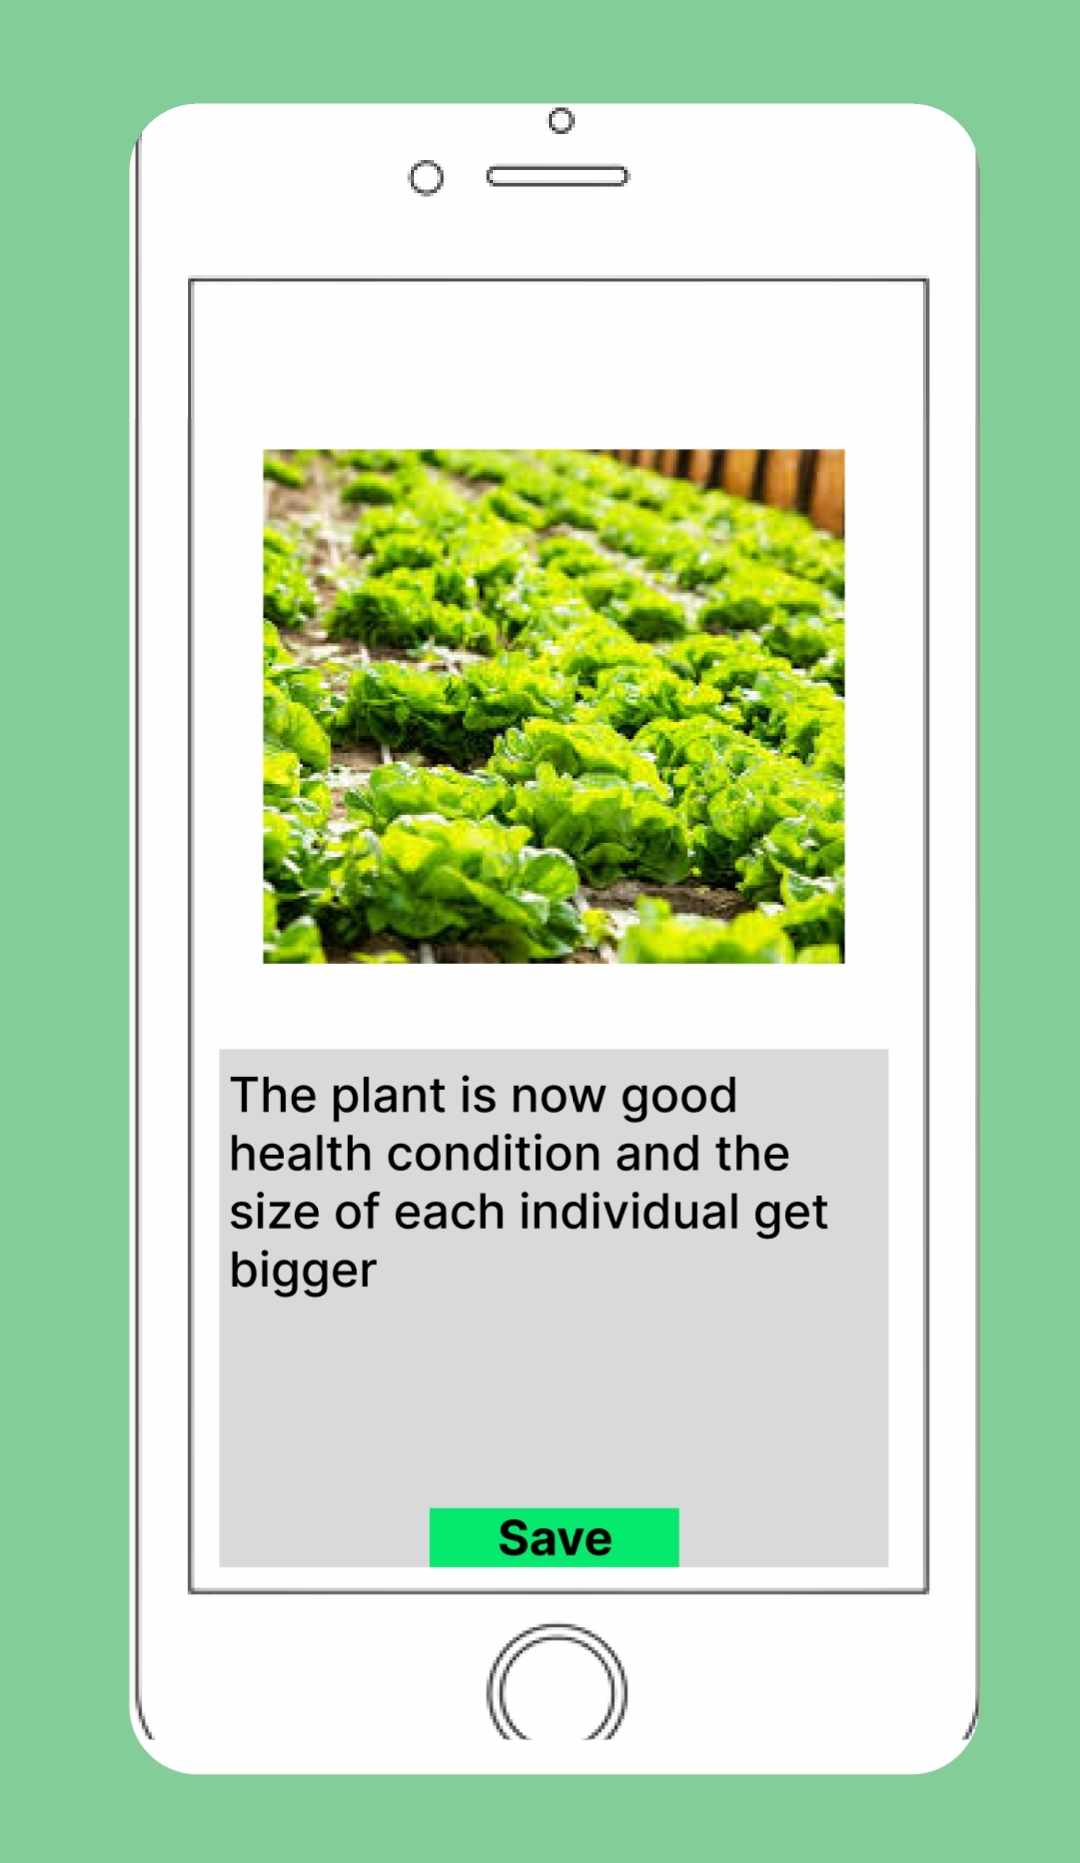 The plant is now good
health condition and the
size of each individual get
bigger
Save